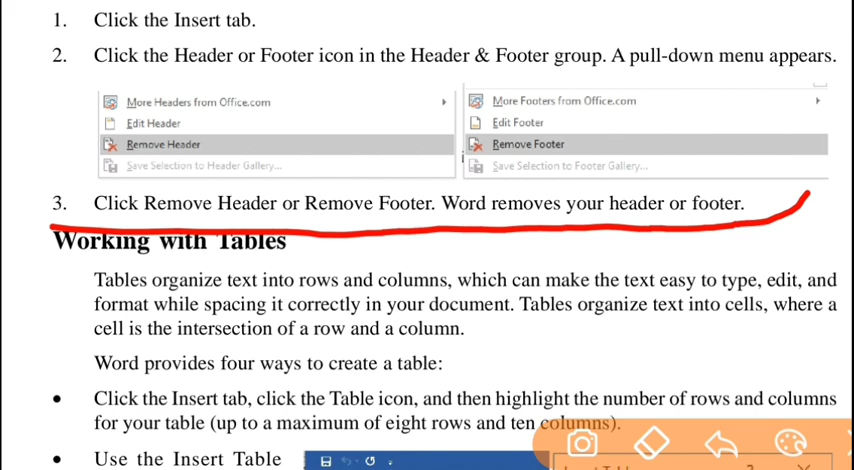 1. Click the Insert tab.
2. Click the Header or Footer icon in the Header & Footer group. A pull-down menu appears.
More Headers from Office.com
Edit Header
Remove Header
Save Selection to Header Gallery...
More Footers from Office.com
Edit Footer
Remove Footer
Save Selection to Footer Gallery...
3. Click Remove Header or Remove Footer. Word removes your header or footer.
Working with Tables
Tables organize text into rows and columns, which can make the text easy to type, edit, and
format while spacing it correctly in your document. Tables organize text into cells, where a
cell is the intersection of a row and a column.
Word provides four ways to create a table:
• Click the Insert tab, click the Table icon, and then highlight the number of rows and columns
for your table (up to a maximum of eight rows and ten columns).
• Use the Insert Table